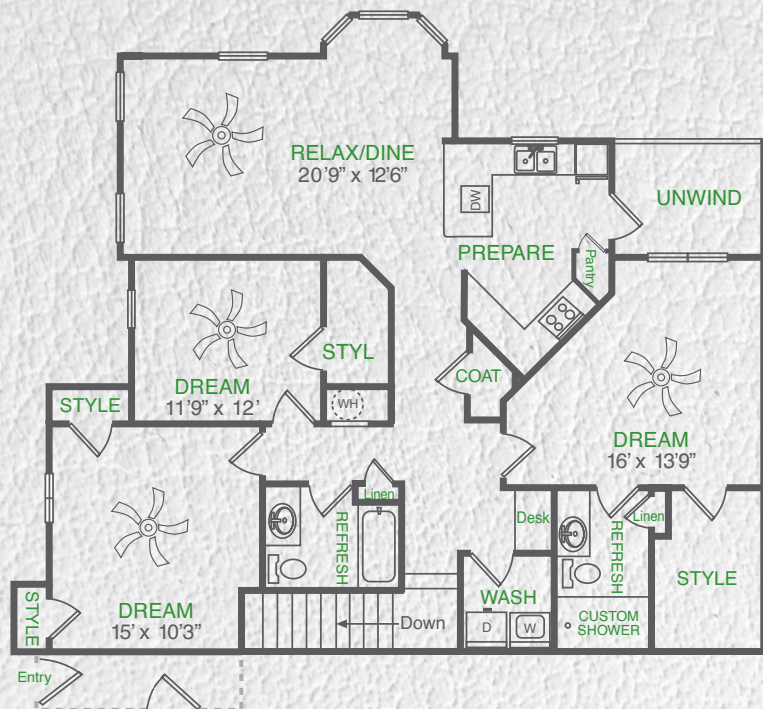 RELAX/DINE
20’9” x 12’6”
DW
UNWIND
PREPARE
Pantry
STYL
COAT
DREAM
11’9” x 12’
WH
STYLE
DREAM
16’ x 13’9”
Linen
REFRESH
Desk
REFRESH
Linen
STYLE
STYLE
DREAM
15’ x 10’3”
Down
WASH
D
W
CUSTOM
SHOWER
Entry